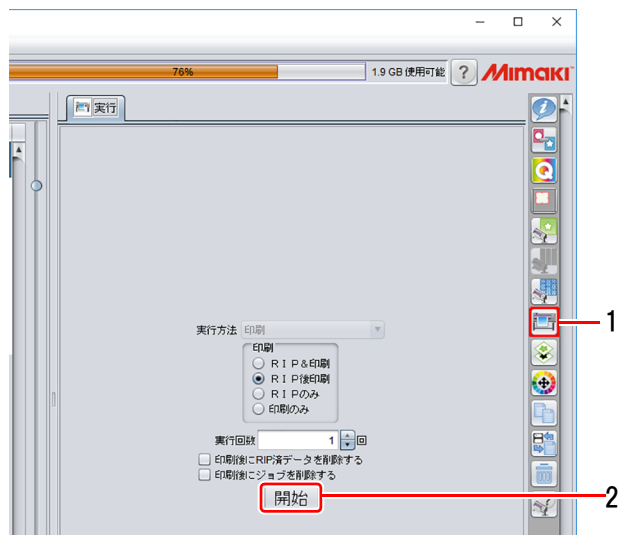 76%
1.9 GB 使用可能
?
Mimaki
実行
1
実行方法 印刷
印刷
ＲＩＰ&印刷
ＲＩＰ後印刷
ＲＩＰのみ
印刷のみ
実行回数 1 回
印刷後にRIP済データを削除する
印刷後にジョブを削除する
開始
2